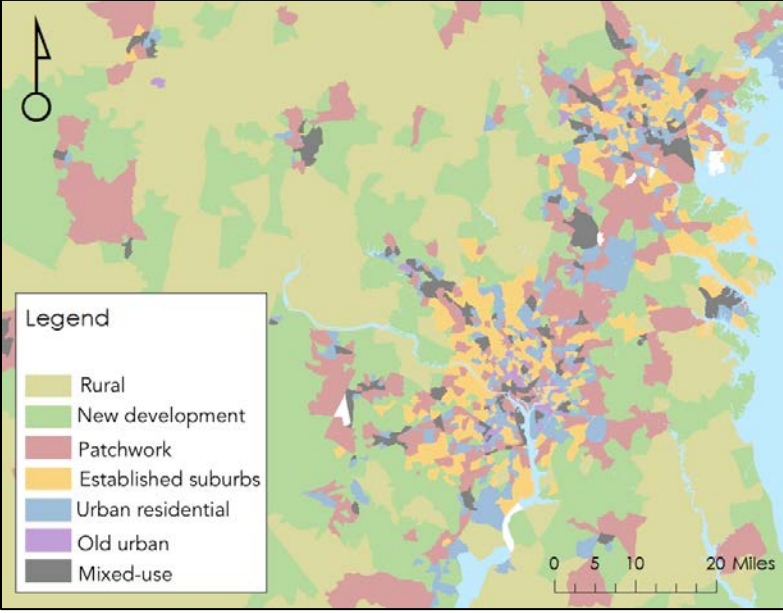 Legend
Rural
New development
Patchwork
Established suburbs
Urban residential
Old urban
Mixed-use
0 5 10 20 Miles